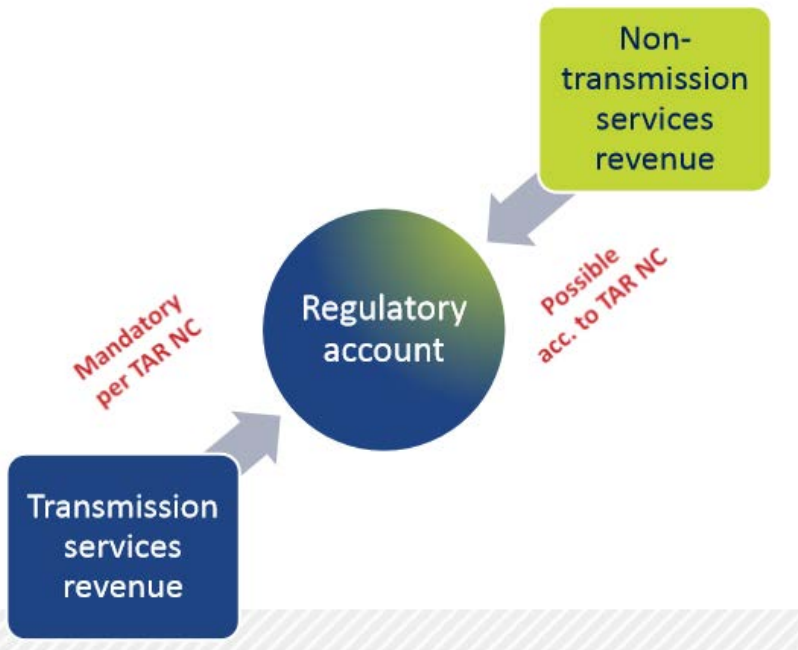 Non-
transmission
services
revenue
Regulatory
account
Possible
acc. to TAR NC
Mandatory
per TAR NC
Transmission
services
revenue